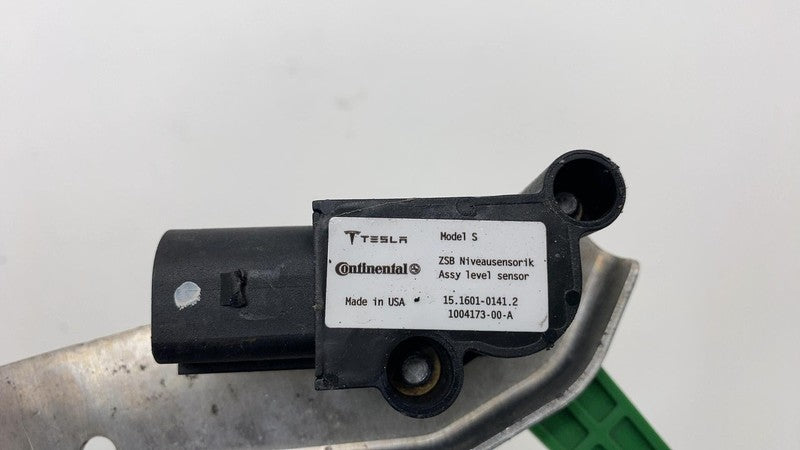 TESLA Model S
Continental ZSB Niveausensorik
Assy level sensor
Made in USA 15.1601-0141.2
1004173-00-A